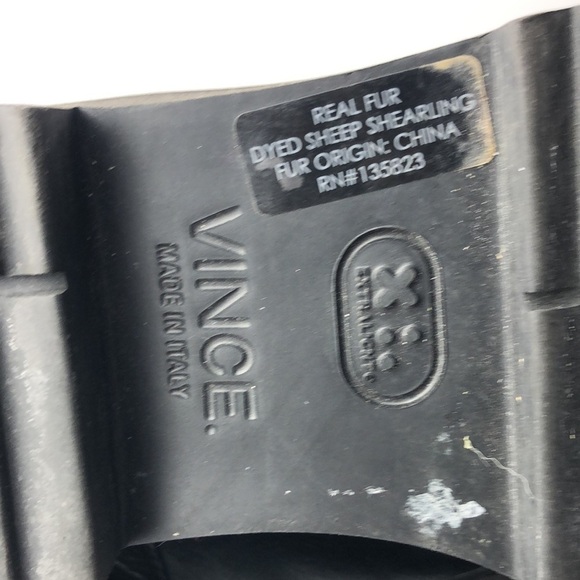 REAL FUR
DYED SHEEP SHEARLING
FUR ORIGIN: CHINA
RN#135823
VINCE.
MADE IN ITALY
EXTRALIGHT®